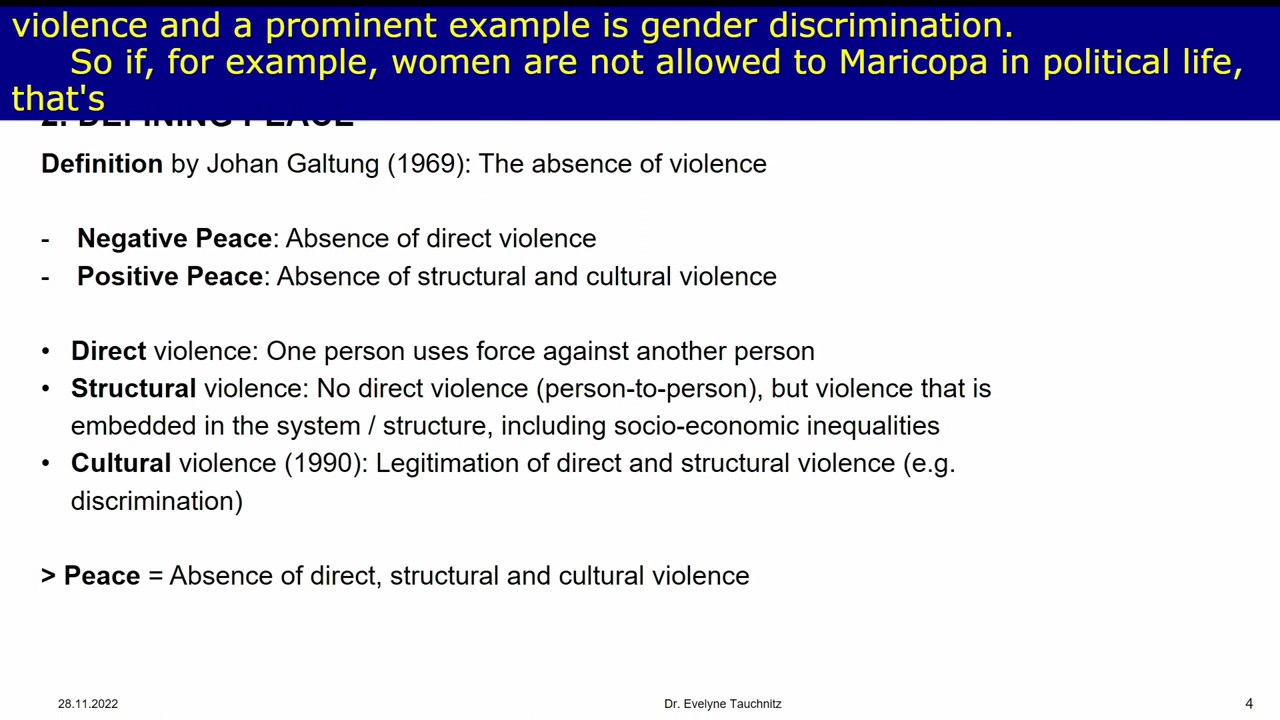 violence and a prominent example is gender discrimination.
So if, for example, women are not allowed to Maricopa in political life,
that's
2. DEFINING PEACE
Definition by Johan Galtung (1969): The absence of violence
- Negative Peace: Absence of direct violence
- Positive Peace: Absence of structural and cultural violence
• Direct violence: One person uses force against another person
• Structural violence: No direct violence (person-to-person), but violence that is
embedded in the system / structure, including socio-economic inequalities
• Cultural violence (1990): Legitimation of direct and structural violence (e.g.
discrimination)
> Peace = Absence of direct, structural and cultural violence
28.11.2022 Dr. Evelyne Tauchnitz 4